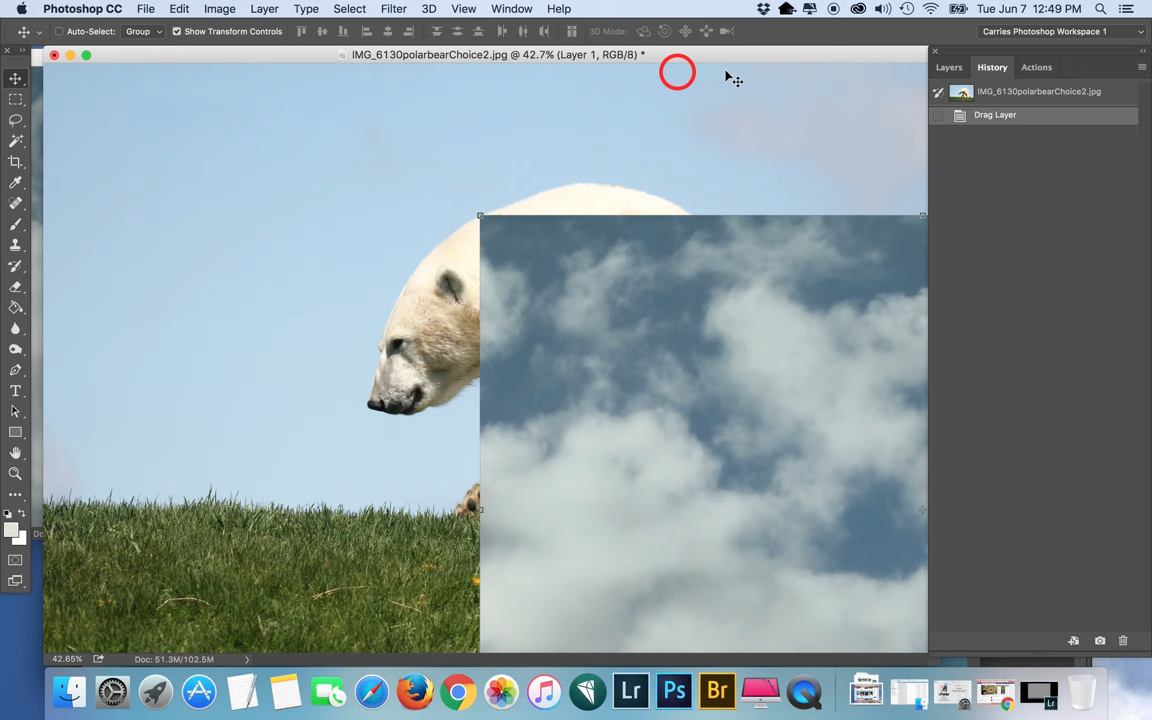 Photoshop CC File Edit Image Layer Type Select Filter 3D View Window Help Tue Jun 7 12:49 PM
Auto-Select: Group Show Transform Controls 3D Mode: Carries Photoshop Workspace 1
IMG_6130polarbearChoice2.jpg @ 42.7% (Layer 1, RGB/8) *
Layers History Actions
IMG_6130polarbearChoice2.jpg
Drag Layer
T
Do
42.65% Doc: 51.3M/102.5M
Lr Ps Br